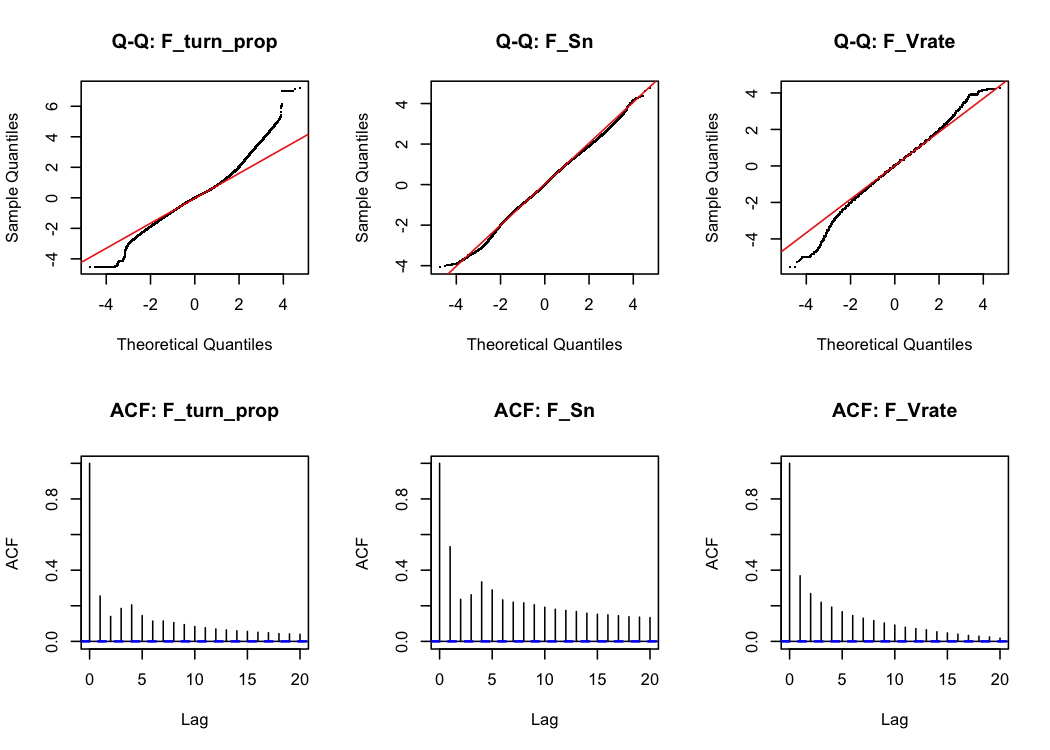 Q-Q: F_turn_prop
Sample Quantiles
-4 -2 0 2 4 6
-4 -2 0 2 4
Theoretical Quantiles
Q-Q: F_Sn
Sample Quantiles
-4 -2 0 2 4
-4 -2 0 2 4
Theoretical Quantiles
Q-Q: F_Vrate
Sample Quantiles
-4 -2 0 2 4
-4 -2 0 2 4
Theoretical Quantiles
ACF: F_turn_prop
ACF
0.0 0.4 0.8
0 5 10 15 20
Lag
ACF: F_Sn
ACF
0.0 0.4 0.8
0 5 10 15 20
Lag
ACF: F_Vrate
ACF
0.0 0.4 0.8
0 5 10 15 20
Lag